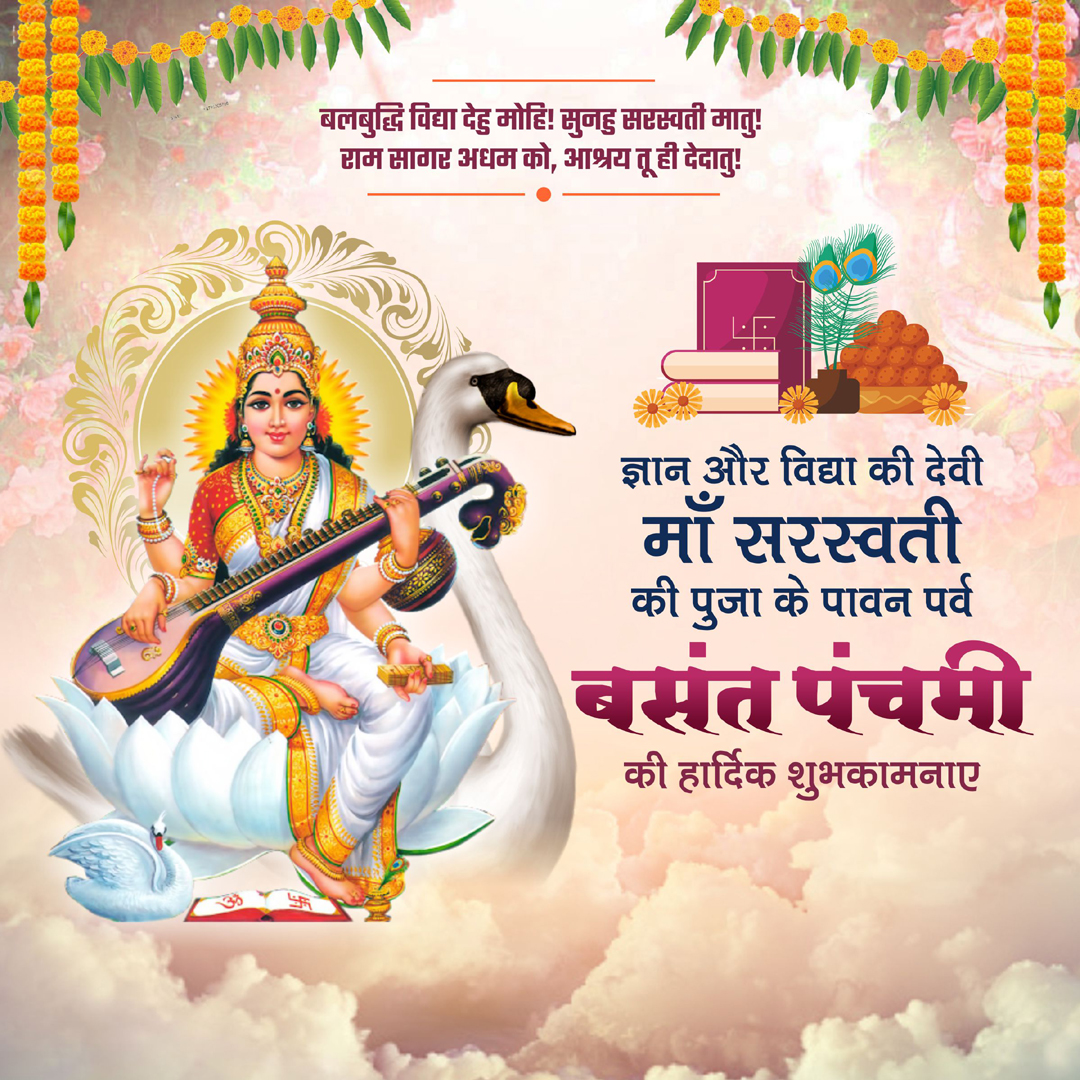 बलबुद्धि विद्या देहु मोहि! सुनहु सरस्वती मातु!
राम सागर अधम को, आश्रय तू ही देदातु!
ज्ञान और विद्या की देवी
माँ सरस्वती
की पुजा के पावन पर्व
बसंत पंचमी
की हार्दिक शुभकामनाए